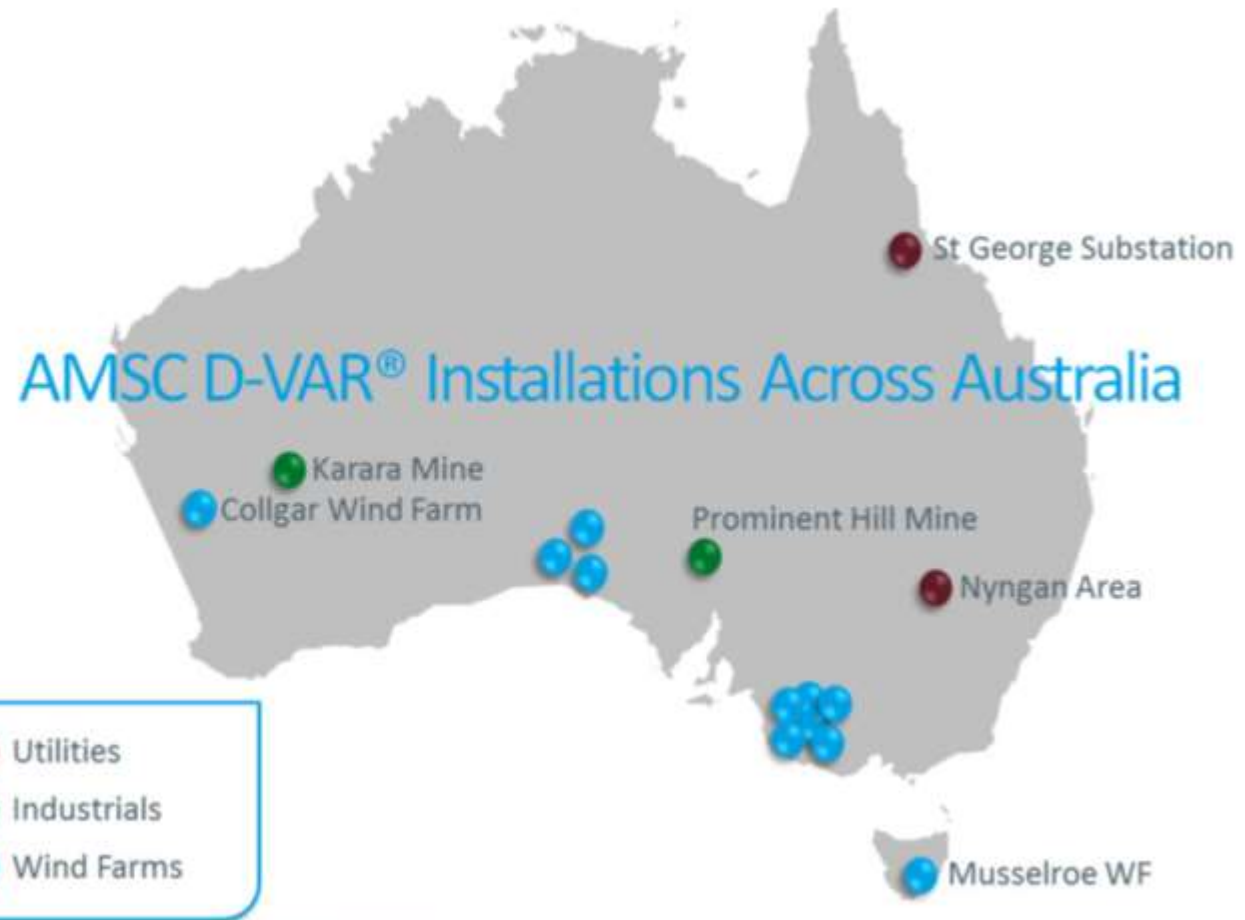 St George Substation
AMSC D-VAR® Installations Across Australia
Karara Mine
Collgar Wind Farm
Prominent Hill Mine
Nyngan Area
Utilities
Industrials
Wind Farms
Musselroe WF